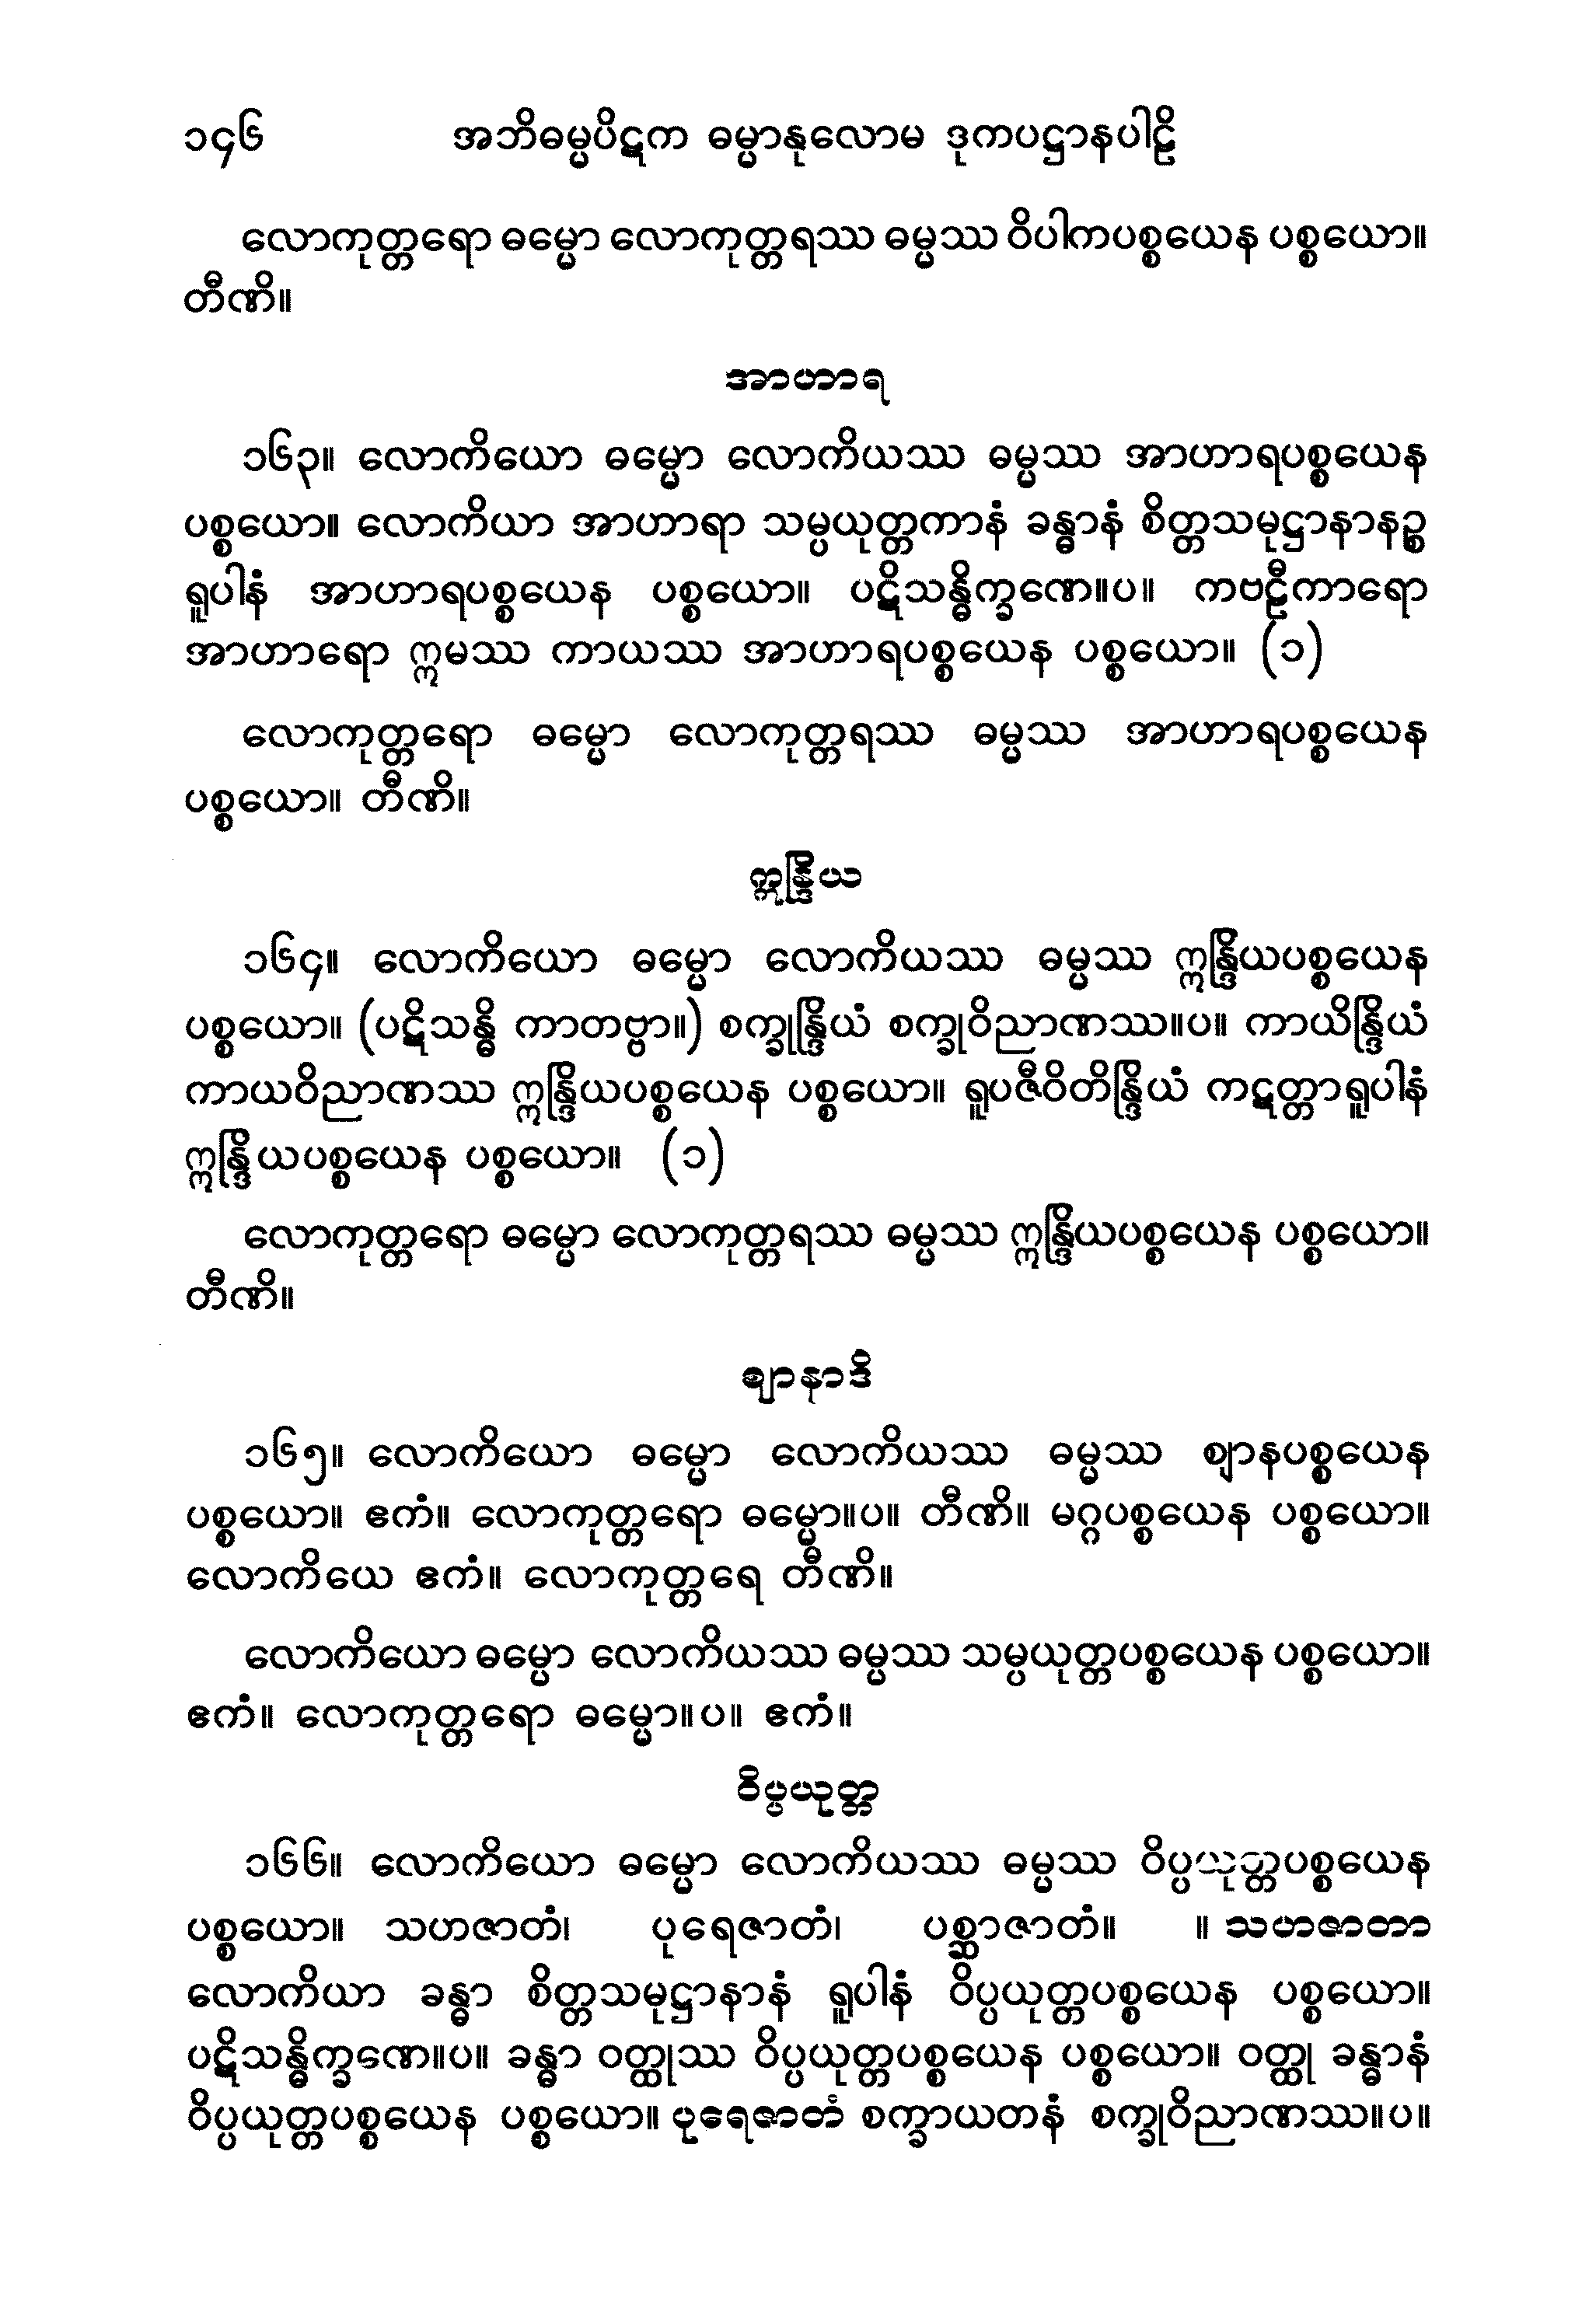 ၁၄၆ အဘိဓမ္မပိဋက ဓမ္မာနုလောမ ဒုကပဋ္ဌာနပါဠိ
လောကုတ္တရော ဓမ္မော လောကုတ္တရဿ ဓမ္မဿ ဝိပါကပစ္စယေန ပစ္စယော။
တီဏိ။
အာဟာရ
၁၆၃။ လောကိယော ဓမ္မော လောကိယဿ ဓမ္မဿ အာဟာရပစ္စယေန
ပစ္စယော။ လောကိယာ အာဟာရာ သမ္ပယုတ္တကာနံ ခန္ဓာနံ စိတ္တသမုဋ္ဌာနာနဉ္စ
ရူပါနံ အာဟာရပစ္စယေန ပစ္စယော။ ပဋိသန္ဓိက္ခဏေ။ပ။ ကဗဠီကာရော
အာဟာရော ဣမဿ ကာယဿ အာဟာရပစ္စယေန ပစ္စယော။ (၁)
လောကုတ္တရော ဓမ္မော လောကုတ္တရဿ ဓမ္မဿ အာဟာရပစ္စယေန
ပစ္စယော။ တီဏိ။
ဣန္ဒြိယ
၁၆၄။ လောကိယော ဓမ္မော လောကိယဿ ဓမ္မဿ ဣန္ဒြိယပစ္စယေန
ပစ္စယော။ (ပဋိသန္ဓိ ကာတဗ္ဗာ။) စက္ခုန္ဒြိယံ စက္ခုဝိညာဏဿ။ပ။ ကာယိန္ဒြိယံ
ကာယဝိညာဏဿ ဣန္ဒြိယပစ္စယေန ပစ္စယော။ ရူပဇီဝိတိန္ဒြိယံ ကဋတ္တာရူပါနံ
ဣန္ဒြိယပစ္စယေန ပစ္စယော။ (၁)
လောကုတ္တရော ဓမ္မော လောကုတ္တရဿ ဓမ္မဿ ဣန္ဒြိယပစ္စယေန ပစ္စယော။
တီဏိ။
ဈာနာဒိ
၁၆၅။ လောကိယော ဓမ္မော လောကိယဿ ဓမ္မဿ ဈာနပစ္စယေန
ပစ္စယော။ ဧကံ။ လောကုတ္တရော ဓမ္မော။ပ။ တီဏိ။ မဂ္ဂပစ္စယေန ပစ္စယော။
လောကိယေ ဧကံ။ လောကုတ္တရေ တီဏိ။
လောကိယော ဓမ္မော လောကိယဿ ဓမ္မဿ သမ္ပယုတ္တပစ္စယေန ပစ္စယော။
ဧကံ။ လောကုတ္တရော ဓမ္မော။ပ။ ဧကံ။
ဝိပ္ပယုတ္တ
၁၆၆။ လောကိယော ဓမ္မော လောကိယဿ ဓမ္မဿ ဝိပ္ပယုတ္တပစ္စယေန
ပစ္စယော။ သဟဇာတံ၊ ပုရေဇာတံ၊ ပစ္ဆာဇာတံ။ ။ သဟဇာတာ
လောကိယာ ခန္ဓာ စိတ္တသမုဋ္ဌာနာနံ ရူပါနံ ဝိပ္ပယုတ္တပစ္စယေန ပစ္စယော။
ပဋိသန္ဓိက္ခဏေ။ပ။ ခန္ဓာ ဝတ္ထုဿ ဝိပ္ပယုတ္တပစ္စယေန ပစ္စယော။ ဝတ္ထု ခန္ဓာနံ
ဝိပ္ပယုတ္တပစ္စယေန ပစ္စယော။ ပုရေဇာတံ စက္ခာယတနံ စက္ခုဝိညာဏဿ။ပ။